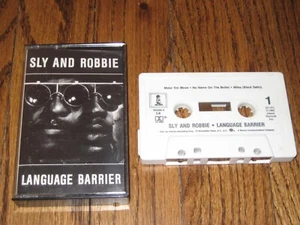 SLY AND ROBBIE
LANGUAGE BARRIER
Make 'Em Move • No Name On The Bullet • Miles (Black Satin)
1
SLY AND ROBBIE • LANGUAGE BARRIER